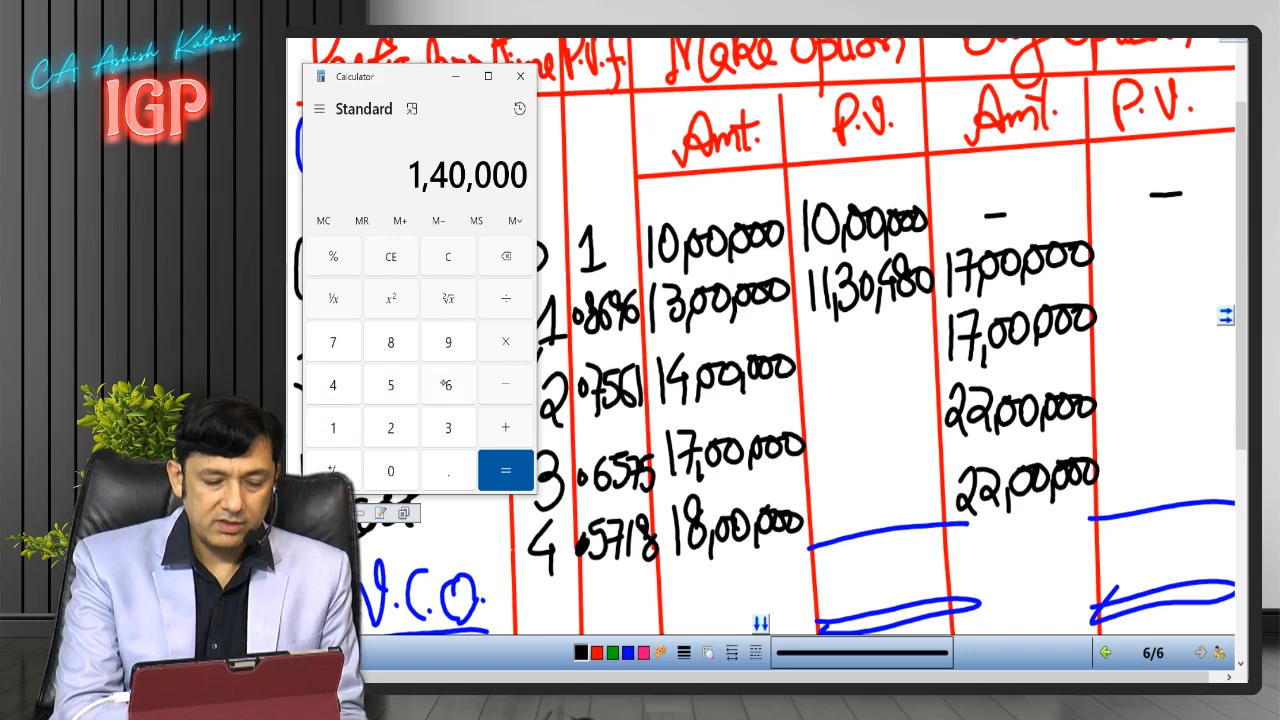 CA Ashish Kalra's
IGP
P.V.f. Make Option Buy Option
Calculator
Standard
1,40,000
MC MR M+ M− MS M˅
% CE C
¹/x x² ²√x ÷
7 8 9 ×
4 5 6 −
1 2 3 +
+/ 0 . =
Amt. P.V. Amt. P.V.
0 1 10,00,000 10,00,000 – –
1 .8696 13,00,000 11,30,480 17,00,000
2 .7561 14,00,000 17,00,000
3 .6575 17,00,000 22,00,000
4 .5718 18,00,000 22,00,000
V.C.O.
6/6